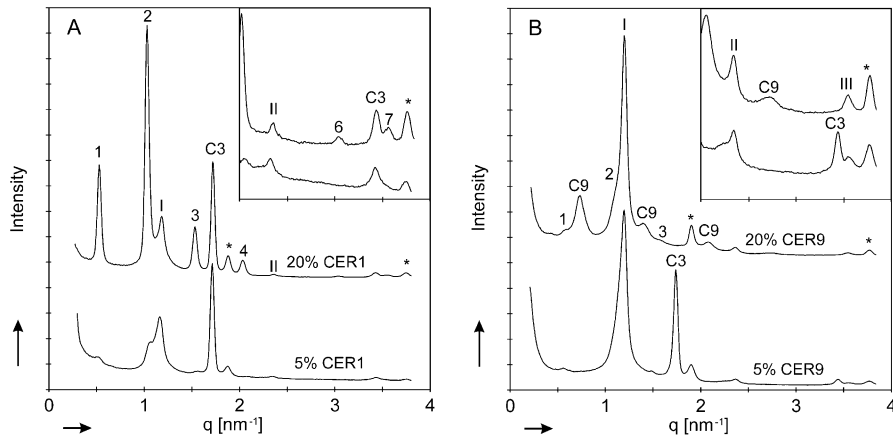 A
2
1
I
3
C3
*
4
II
20% CER1
*
5% CER1
II
6
C3
7
*
Intensity
0
1
2
3
4
q [nm⁻¹]
B
I
2
1
C9
C9
3
*
C9
20% CER9
*
C3
5% CER9
II
C9
III
*
C3
Intensity
0
1
2
3
4
q [nm⁻¹]